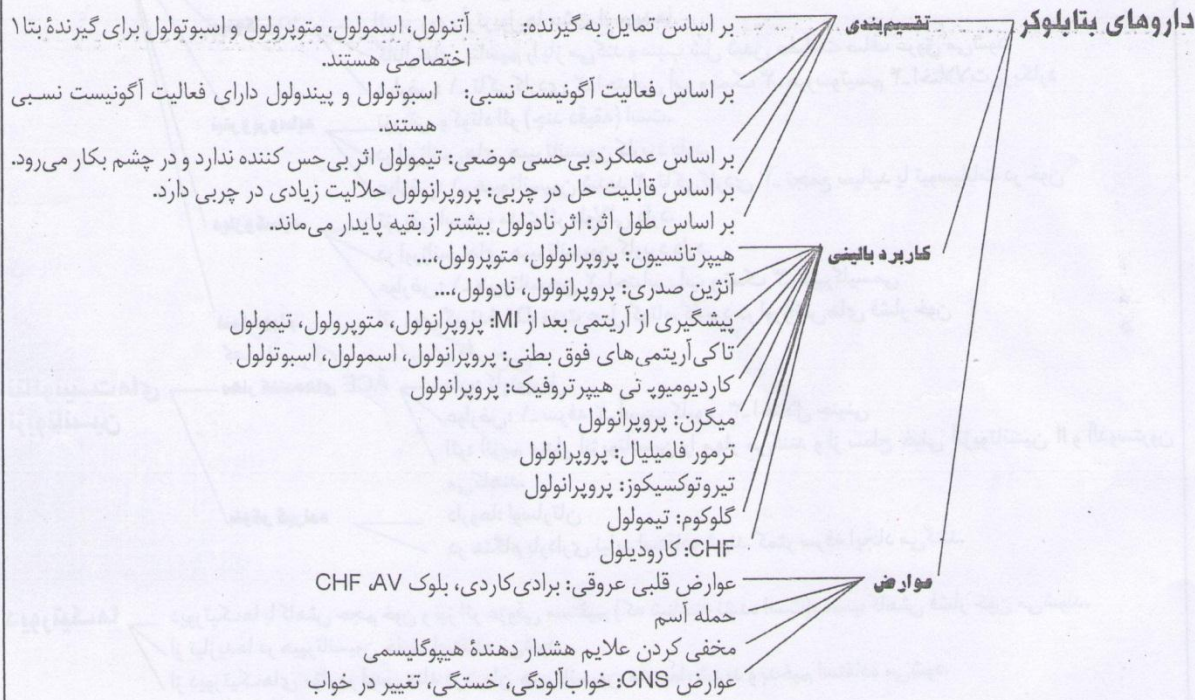 داروهای بتابلوکر
تقسیم‌بندی
بر اساس تمایل به گیرنده: آتنولول، اسمولول، متوپرولول و اسبوتولول برای گیرندهٔ بتا۱
اختصاصی هستند.
بر اساس فعالیت آگونیست نسبی: اسبوتولول و پیندولول دارای فعالیت آگونیست نسبی
هستند.
بر اساس عملکرد بی‌حسی موضعی: تیمولول اثر بی‌حس کننده ندارد و در چشم بکار می‌رود.
بر اساس قابلیت حل در چربی: پروپرانولول حلالیت زیادی در چربی دارد.
بر اساس طول اثر: اثر نادولول بیشتر از بقیه پایدار می‌ماند.
کاربرد بالینی
هیپرتانسیون: پروپرانولول، متوپرولول،...
آنژین صدری: پروپرانولول، نادولول،...
پیشگیری از آریتمی بعد از MI: پروپرانولول، متوپرولول، تیمولول
تاکی‌آریتمی‌های فوق بطنی: پروپرانولول، اسمولول، اسبوتولول
کاردیومیوپ تی هیپرتروفیک: پروپرانولول
میگرن: پروپرانولول
ترمور فامیلیال: پروپرانولول
تیروتوکسیکوز: پروپرانولول
گلوکوم: تیمولول
CHF: کارودیلول
عوارض
عوارض قلبی عروقی: برادی‌کاردی، بلوک AV، CHF
حمله آسم
مخفی کردن علایم هشدار دهندهٔ هیپوگلیسمی
عوارض CNS: خواب‌آلودگی، خستگی، تغییر در خواب